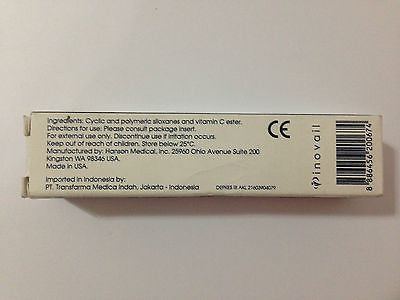 Ingredients: Cyclic and polymeric siloxanes and vitamin C ester.
Directions for use: Please consult package insert.
For external use only. Discontinue use if irritation occurs.
Keep out of reach of children. Store below 25°C.
Manufactured by: Hanson Medical, Inc. 25960 Ohio Avenue Suite 200
Kingston WA 98346 USA.
Made in USA.
Imported in Indonesia by:
PT. Transfarma Medica Indah, Jakarta - Indonesia
DEPKES RI AKL 21603904079
CE
inovail
8 886456 200674